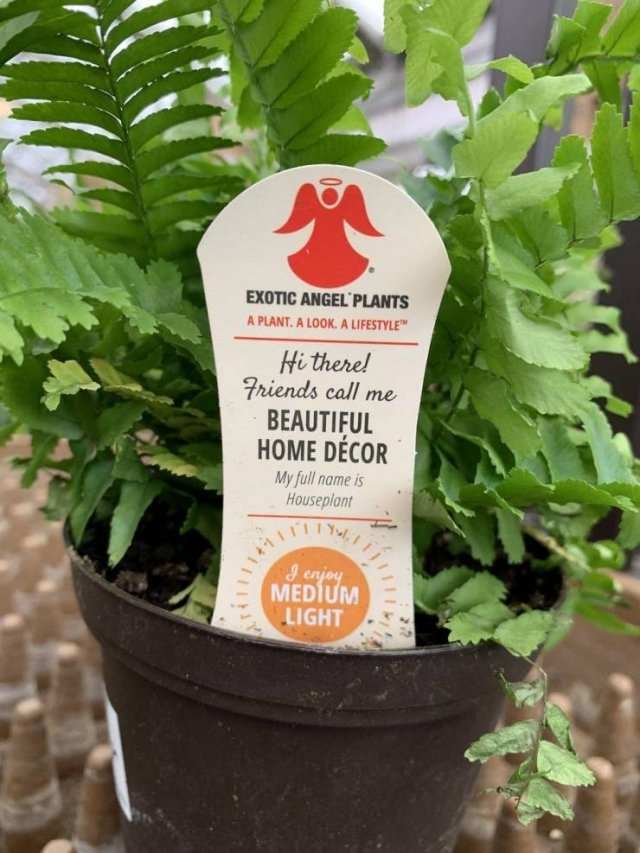 EXOTIC ANGEL® PLANTS
A PLANT. A LOOK. A LIFESTYLE™
Hi there!
Friends call me
BEAUTIFUL
HOME DÉCOR
My full name is
Houseplant
I enjoy
MEDIUM
LIGHT